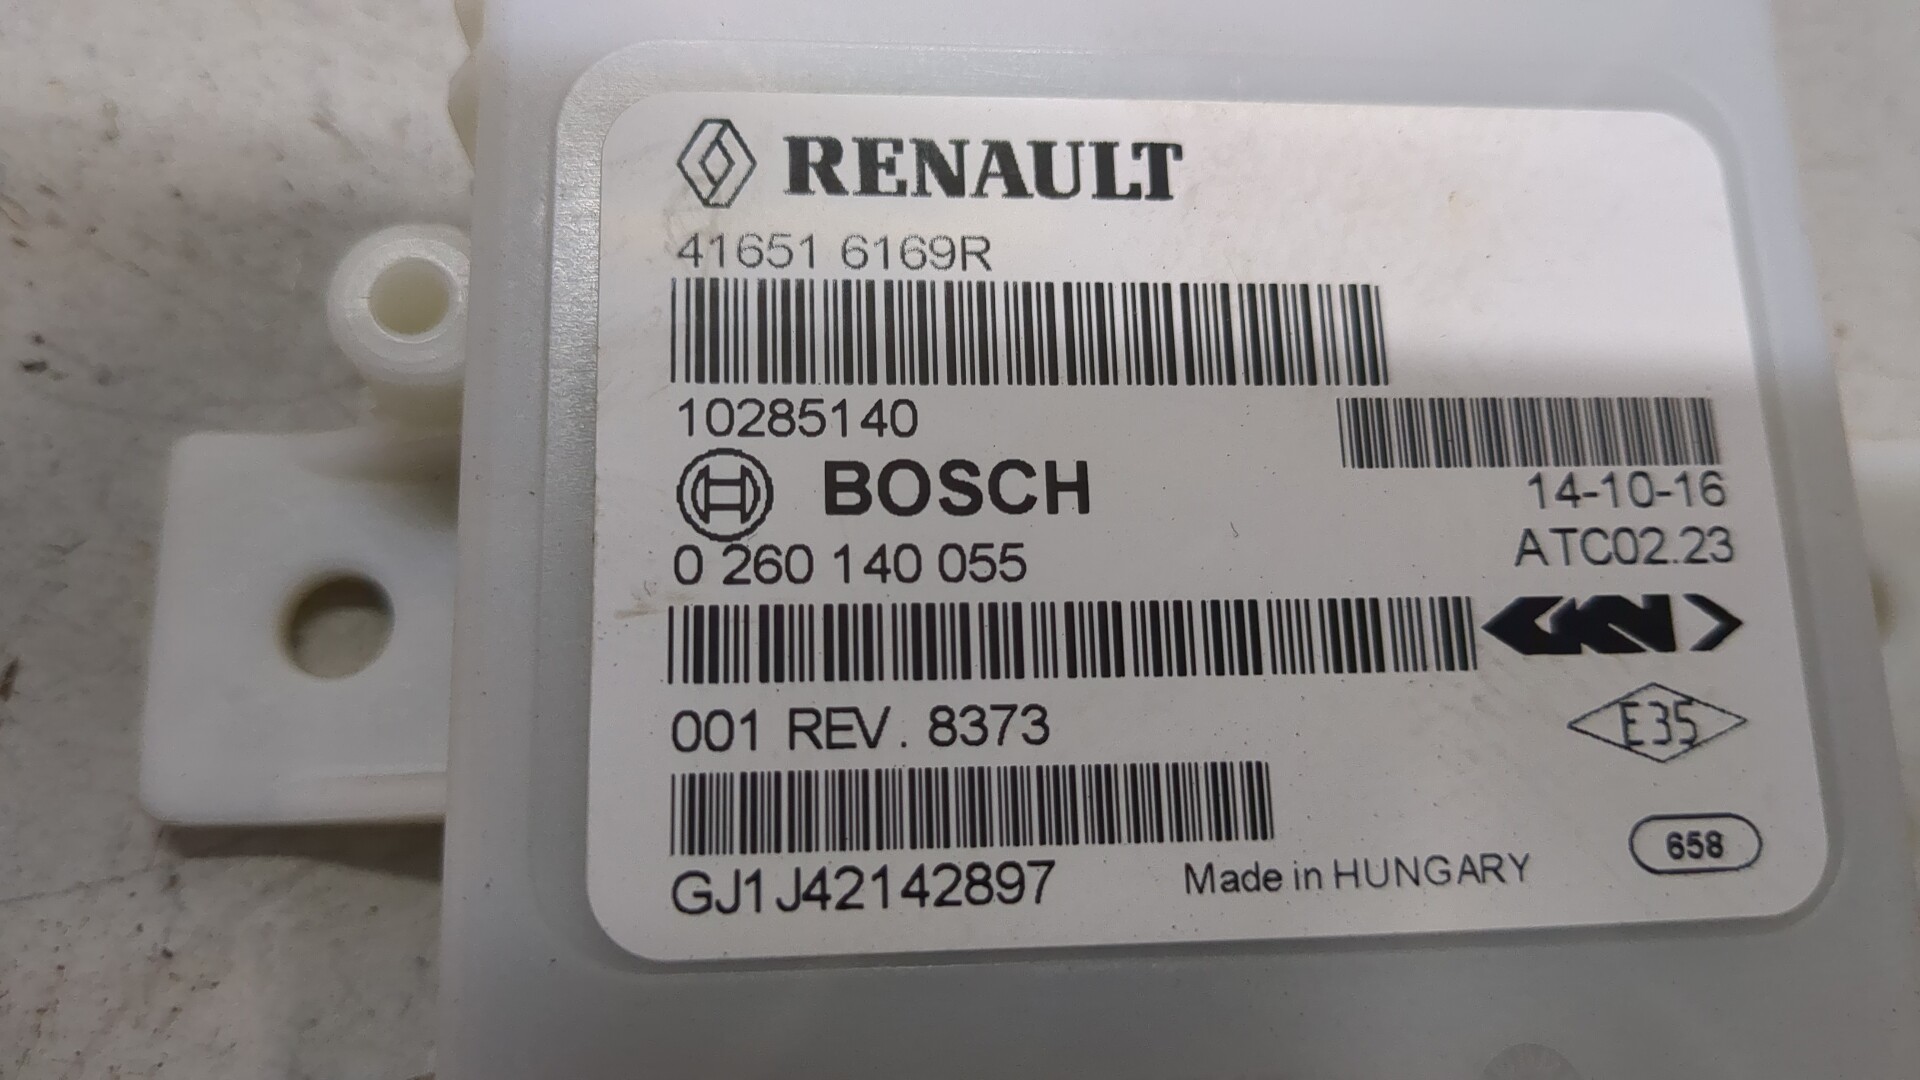 RENAULT
41651 6169R
10285140
BOSCH
14-10-16
0 260 140 055
ATC02.23
GKN
001 REV. 8373
E35
GJ1J42142897
Made in HUNGARY
658